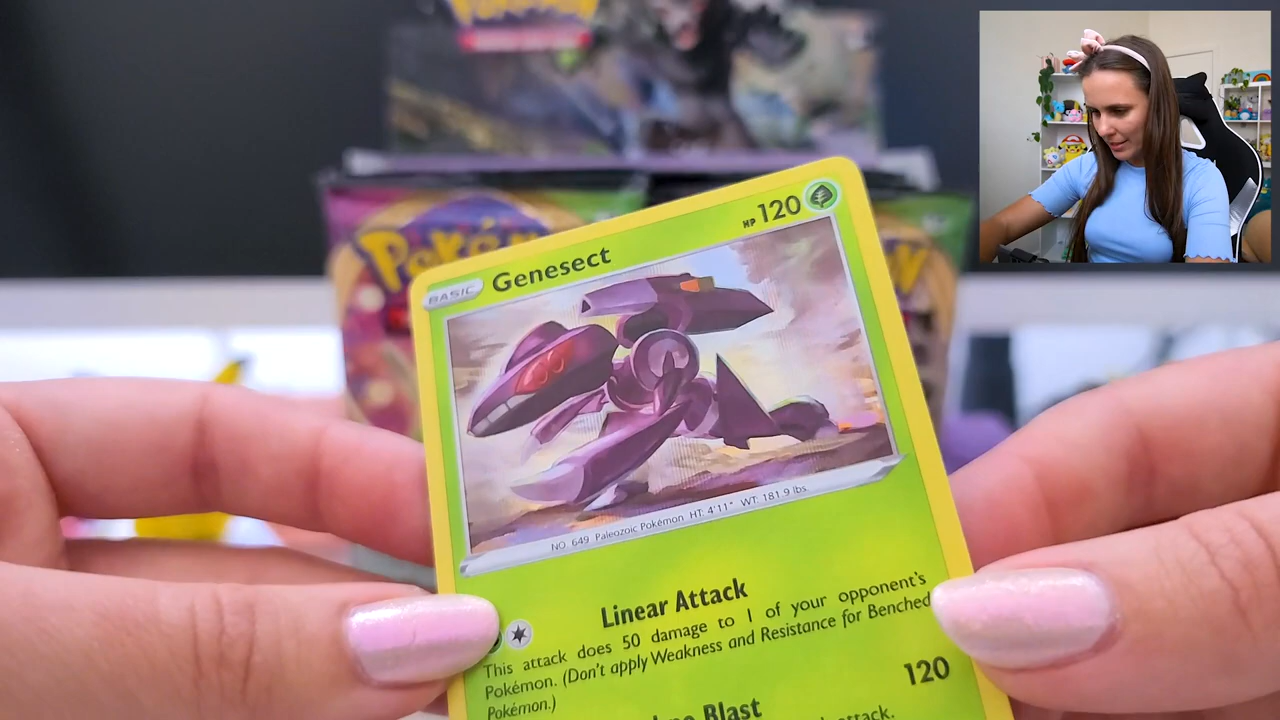 Pokémon
BASIC
Genesect
HP 120
NO. 649 Paleozoic Pokémon HT: 4'11" WT: 181.9 lbs
Linear Attack
This attack does 50 damage to 1 of your opponent's
Pokémon. (Don't apply Weakness and Resistance for Benched
Pokémon.)
Blast
120
attack.